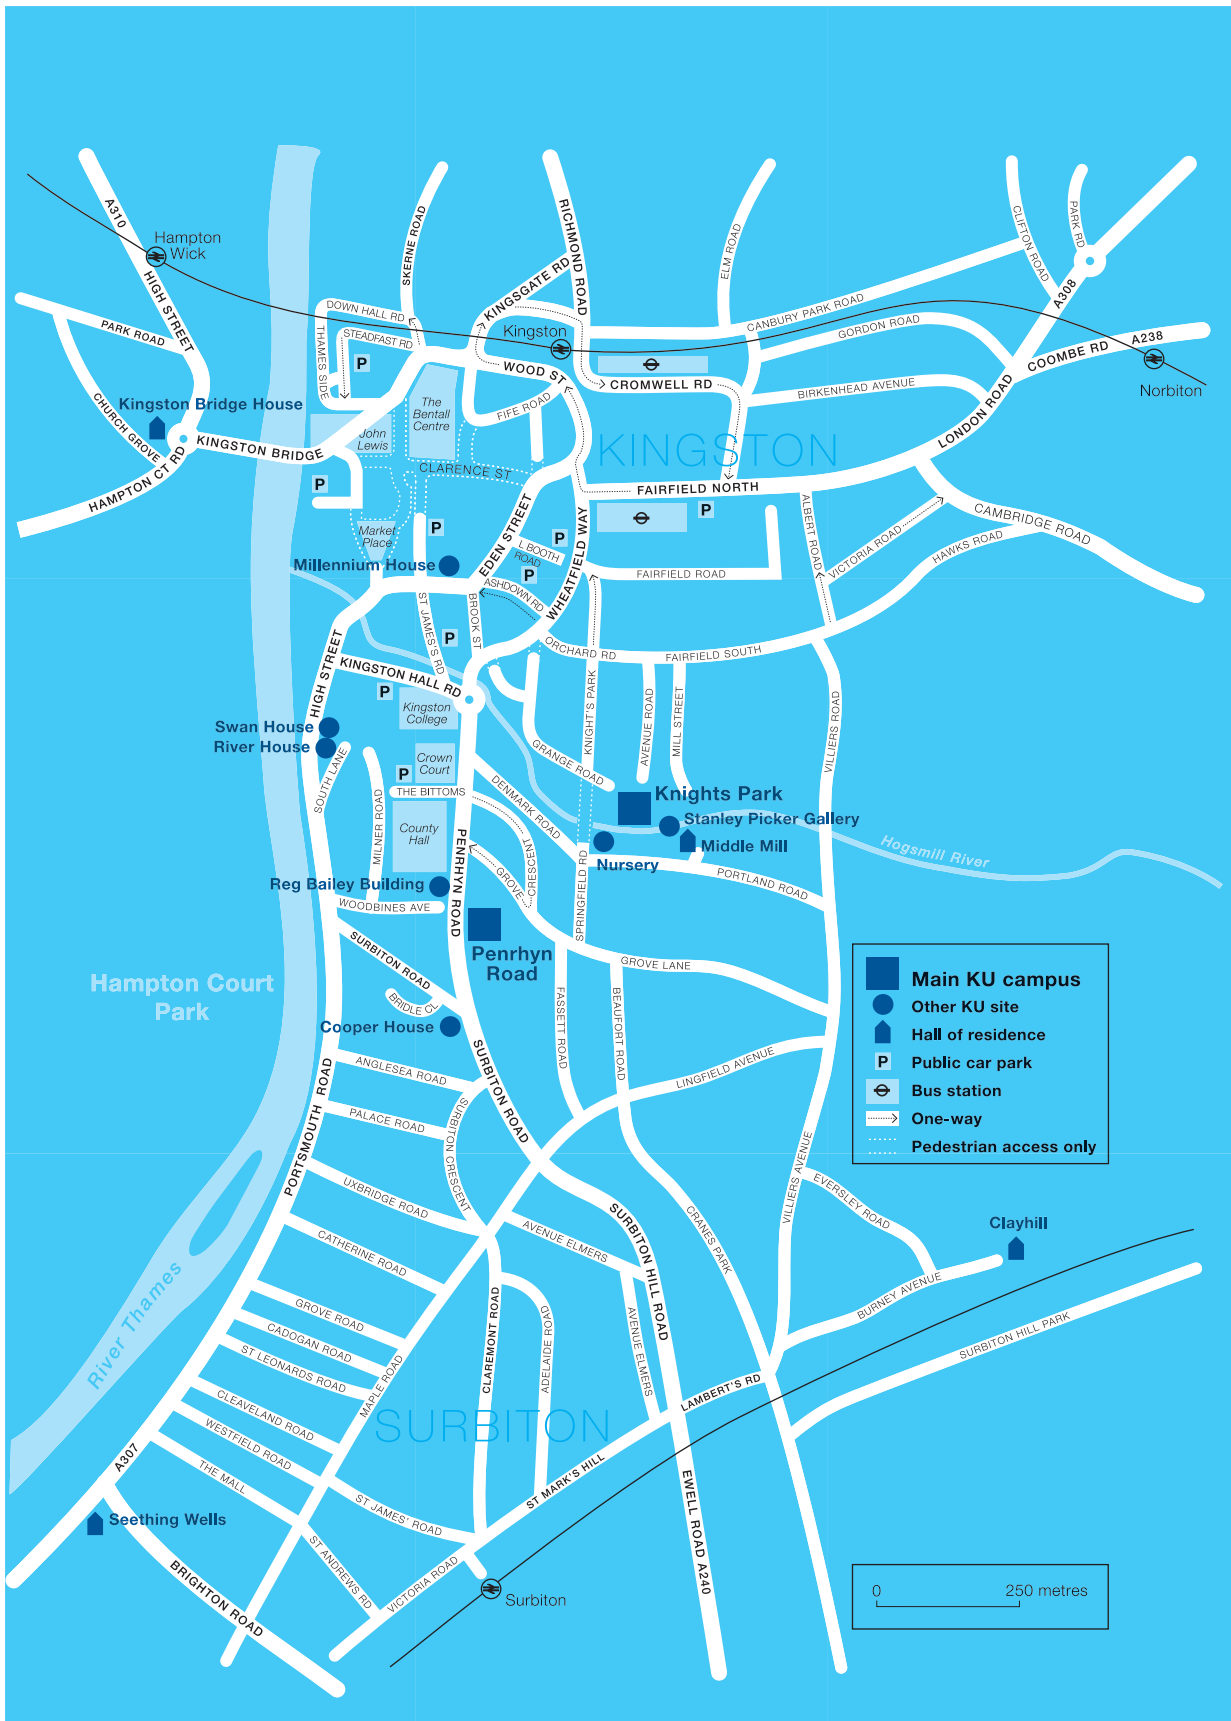 A310
HIGH STREET
Hampton
Wick
PARK ROAD
CHURCH GROVE
Kingston Bridge House
HAMPTON CT RD
KINGSTON BRIDGE
SKERNE ROAD
DOWN HALL RD
STEADFAST RD
THAMES SIDE
P
KINGSGATE RD
RICHMOND ROAD
Kingston
WOOD ST
FIFE ROAD
The
Bentall
Centre
John
Lewis
CLARENCE ST
CROMWELL RD
ELM ROAD
CANBURY PARK ROAD
GORDON ROAD
BIRKENHEAD AVENUE
CLIFTON ROAD
PARK RD
A308
COOMBE RD
A238
Norbiton
LONDON ROAD
KINGSTON
FAIRFIELD NORTH
P
P
P
P
P
Market
Place
EDEN STREET
L BOOTH
ROAD
WHEATFIELD WAY
ALBERT ROAD
VICTORIA ROAD
CAMBRIDGE ROAD
HAWKS ROAD
Millennium House
ASHDOWN RD
FAIRFIELD ROAD
BROOK ST
ST JAMES'S RD
P
HIGH STREET
KINGSTON HALL RD
ORCHARD RD
FAIRFIELD SOUTH
P
Kingston
College
KNIGHT'S PARK
AVENUE ROAD
MILL STREET
VILLIERS ROAD
Swan House
River House
SOUTH LANE
MILNER ROAD
Crown
Court
P
THE BITTOMS
GRANGE ROAD
DENMARK ROAD
Knights Park
Stanley Picker Gallery
Middle Mill
Nursery
Hogsmill River
County
Hall
PENRHYN ROAD
GROVE
CRESCENT
SPRINGFIELD RD
PORTLAND ROAD
Reg Bailey Building
WOODBINES AVE
SURBITON ROAD
Penrhyn
Road
GROVE LANE
Hampton Court
Park
BRIDLE CL
Cooper House
FASSETT ROAD
BEAUFORT ROAD
Main KU campus
Other KU site
Hall of residence
P
Public car park
Bus station
One-way
Pedestrian access only
ANGLESEA ROAD
SURBITON ROAD
LINGFIELD AVENUE
PALACE ROAD
SURBITON CRESCENT
PORTSMOUTH ROAD
UXBRIDGE ROAD
VILLIERS AVENUE
EVERSLEY ROAD
CATHERINE ROAD
AVENUE ELMERS
SURBITON HILL ROAD
CRANES PARK
Clayhill
BURNEY AVENUE
River Thames
GROVE ROAD
CADOGAN ROAD
ST LEONARDS ROAD
CLAREMONT ROAD
ADELAIDE ROAD
AVENUE ELMERS
SURBITON HILL PARK
MAPLE ROAD
LAMBERT'S RD
CLEAVELAND ROAD
SURBITON
WESTFIELD ROAD
A307
THE MALL
ST MARK'S HILL
EWELL ROAD A240
ST JAMES' ROAD
Seething Wells
ST ANDREWS RD
VICTORIA ROAD
BRIGHTON ROAD
Surbiton
0
250 metres